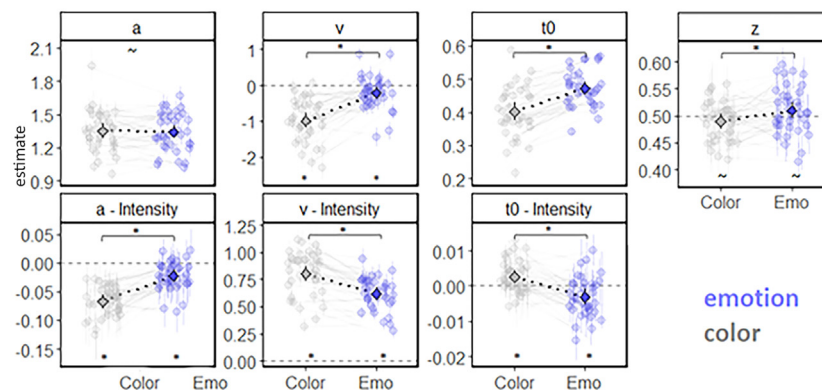 a
v
t0
z
estimate
2.1
1.8
1.5
1.2
0.9
~
1
0
-1
-2
*
*
*
0.6
0.5
0.4
0.3
0.2
*
0.60
0.55
0.50
0.45
0.40
*
~
~
Color
Emo
a - Intensity
v - Intensity
t0 - Intensity
0.05
0.00
-0.05
-0.10
-0.15
*
*
*
Color
Emo
1.25
1.00
0.75
0.50
0.25
0.00
*
*
*
Color
Emo
0.01
0.00
-0.01
-0.02
*
*
*
Color
Emo
emotion
color